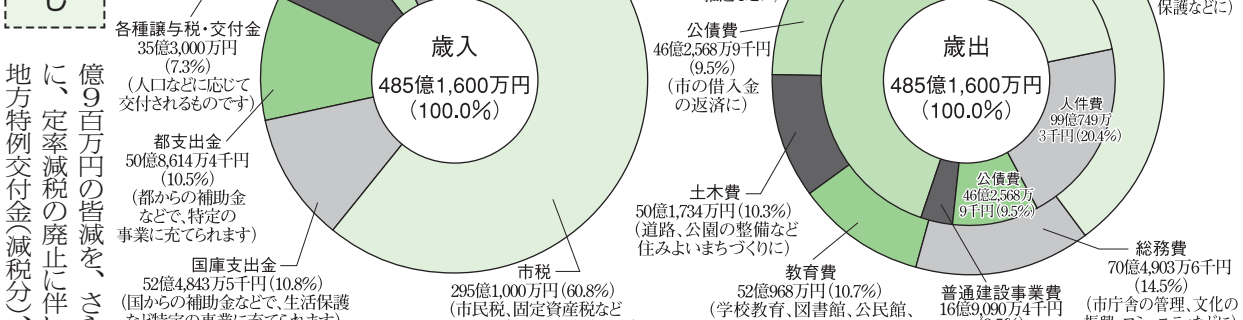 億9百万円の皆減を、さ
に、定率減税の廃止に伴い
地方特例交付金(減税分)、
各種譲与税・交付金
35億3,000万円
(7.3%)
(人口などに応じて
交付されるものです)
都支出金
50億8,614万4千円
(10.5%)
(都からの補助金
などで、特定の
事業に充てられます)
国庫支出金
52億4,843万5千円(10.8%)
(国からの補助金などで、生活保護
など特定の事業に充てられます)
歳入
485億1,600万円
(100.0%)
市税
295億1,000万円(60.8%)
(市民税、固定資産税など
公債費
46億2,568万9千円
(9.5%)
(市の借入金
の返済に)
土木費
50億1,734万円(10.3%)
(道路、公園の整備など
住みよいまちづくりに)
教育費
52億968万円(10.7%)
(学校教育、図書館、公民館、
歳出
485億1,600万円
(100.0%)
人件費
99億749万
3千円(20.4%)
公債費
46億2,568万
9千円(9.5%)
普通建設事業費
16億9,090万4千円
保護などに)
総務費
70億4,903万6千円
(14.5%)
(市庁舎の管理、文化の